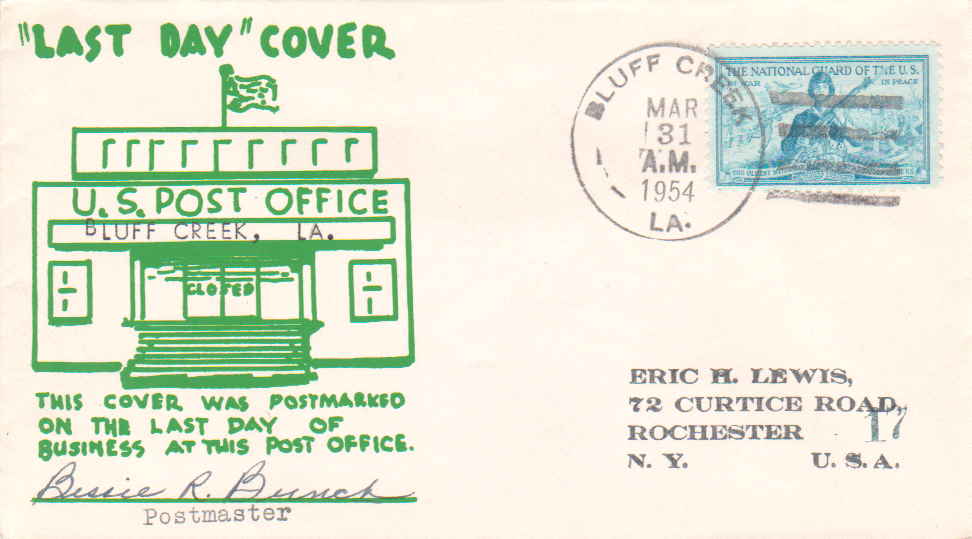 "LAST DAY" COVER
U.S. POST OFFICE
BLUFF CREEK, LA.
CLOSED
THIS COVER WAS POSTMARKED
ON THE LAST DAY OF
BUSINESS AT THIS POST OFFICE.
Bessie R. Bunch
Postmaster
BLUFF CREEK
MAR
31
A.M.
1954
LA.
THE NATIONAL GUARD OF THE U.S.
IN WAR IN PEACE
ERIC H. LEWIS,
72 CURTICE ROAD,
ROCHESTER 17
N. Y. U. S. A.